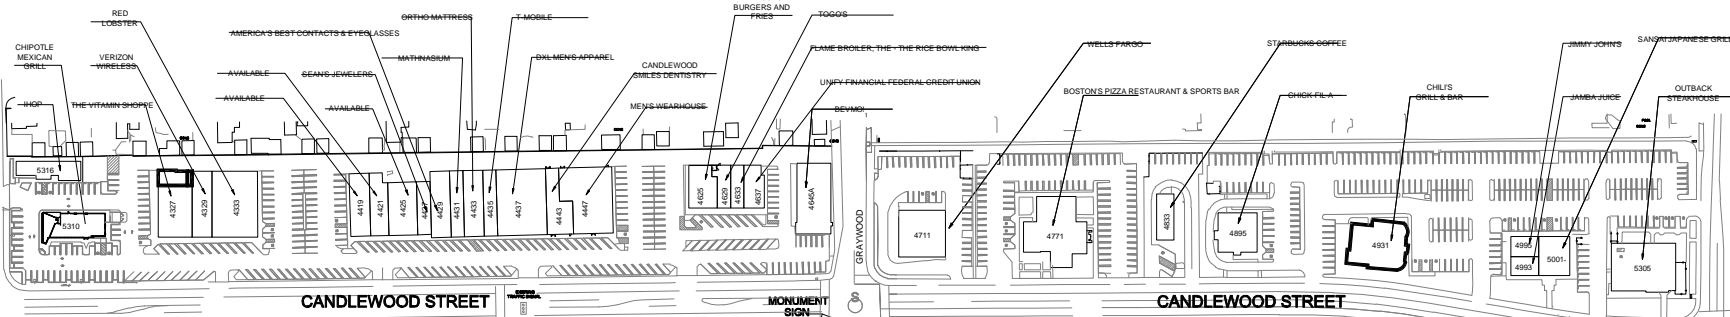 RED
LOBSTER
CHIPOTLE
MEXICAN
GRILL
VERIZON
WIRELESS
IHOP
THE VITAMIN SHOPPE
ORTHO MATTRESS
T-MOBILE
AMERICA'S BEST CONTACTS & EYEGLASSES
MATHNASIUM
DXL MEN'S APPAREL
AVAILABLE
SEAN'S JEWELERS
AVAILABLE
AVAILABLE
CANDLEWOOD
SMILES DENTISTRY
MEN'S WEARHOUSE
BURGERS AND
FRIES
TOGO'S
FLAME BROILER, THE - THE RICE BOWL KING
UNIFY FINANCIAL FEDERAL CREDIT UNION
BEVMO!
WELLS FARGO
BOSTON'S PIZZA RESTAURANT & SPORTS BAR
STARBUCKS COFFEE
CHICK-FIL-A
CHILI'S
GRILL & BAR
JIMMY JOHN'S
SANSAI JAPANESE GRILL
JAMBA JUICE
OUTBACK
STEAKHOUSE
5316
5310
4327
4329
4333
4419
4421
4425
4427
4429
4431
4433
4435
4437
4443
4447
4625
4629
4633
4637
4646A
GRAYWOOD
4711
4771
4833
4895
4931
4995
4993
5001-
5305
CANDLEWOOD STREET
MONUMENT
SIGN
CANDLEWOOD STREET